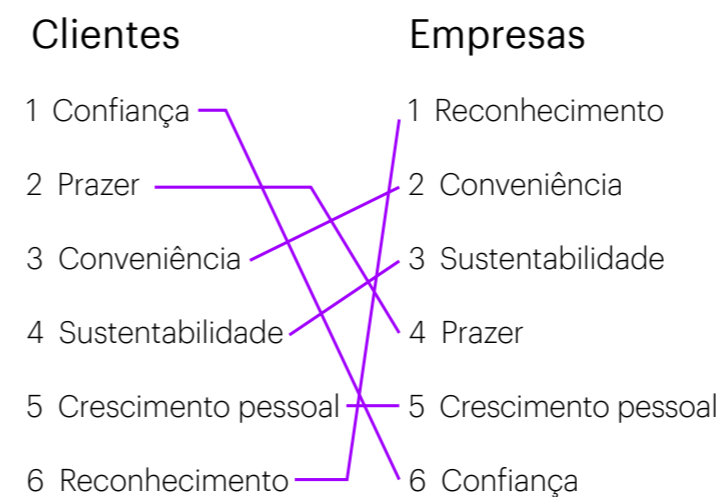 Clientes
Empresas
1 Confiança
1 Reconhecimento
2 Prazer
2 Conveniência
3 Conveniência
3 Sustentabilidade
4 Sustentabilidade
4 Prazer
5 Crescimento pessoal
5 Crescimento pessoal
6 Reconhecimento
6 Confiança